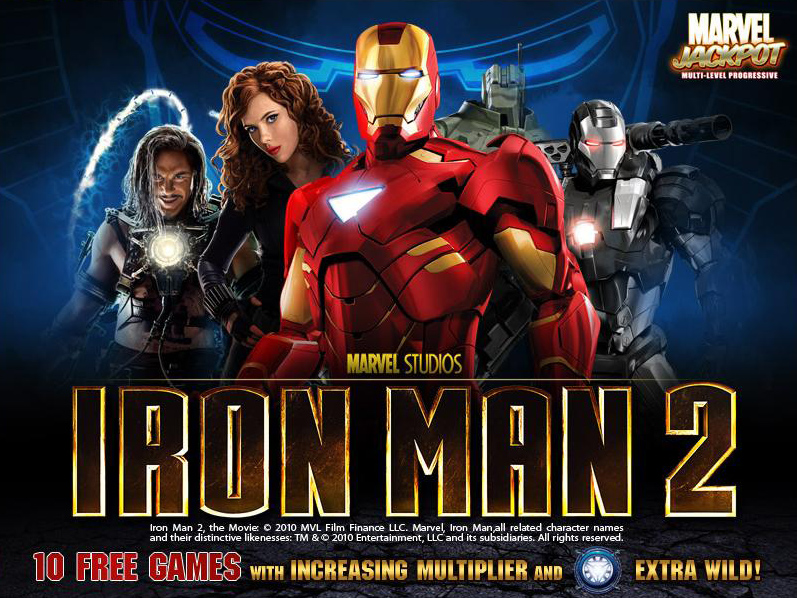 MARVEL
JACKPOT
MULTI-LEVEL PROGRESSIVE
MARVEL STUDIOS
IRON MAN 2
Iron Man 2, the Movie: © 2010 MVL Film Finance LLC. Marvel, Iron Man,all related character names
and their distinctive likenesses: TM & © 2010 Entertainment, LLC and its subsidiaries. All rights reserved.
10 FREE GAMES WITH INCREASING MULTIPLIER AND EXTRA WILD!